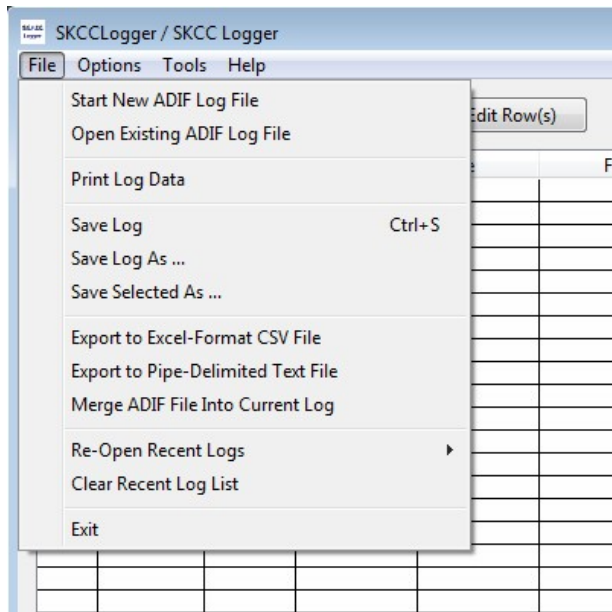 SKCCLogger / SKCC Logger
File Options Tools Help
Start New ADIF Log File
Open Existing ADIF Log File
Edit Row(s)
Print Log Data
F
Save Log Ctrl+S
Save Log As ...
Save Selected As ...
Export to Excel-Format CSV File
Export to Pipe-Delimited Text File
Merge ADIF File Into Current Log
Re-Open Recent Logs
Clear Recent Log List
Exit